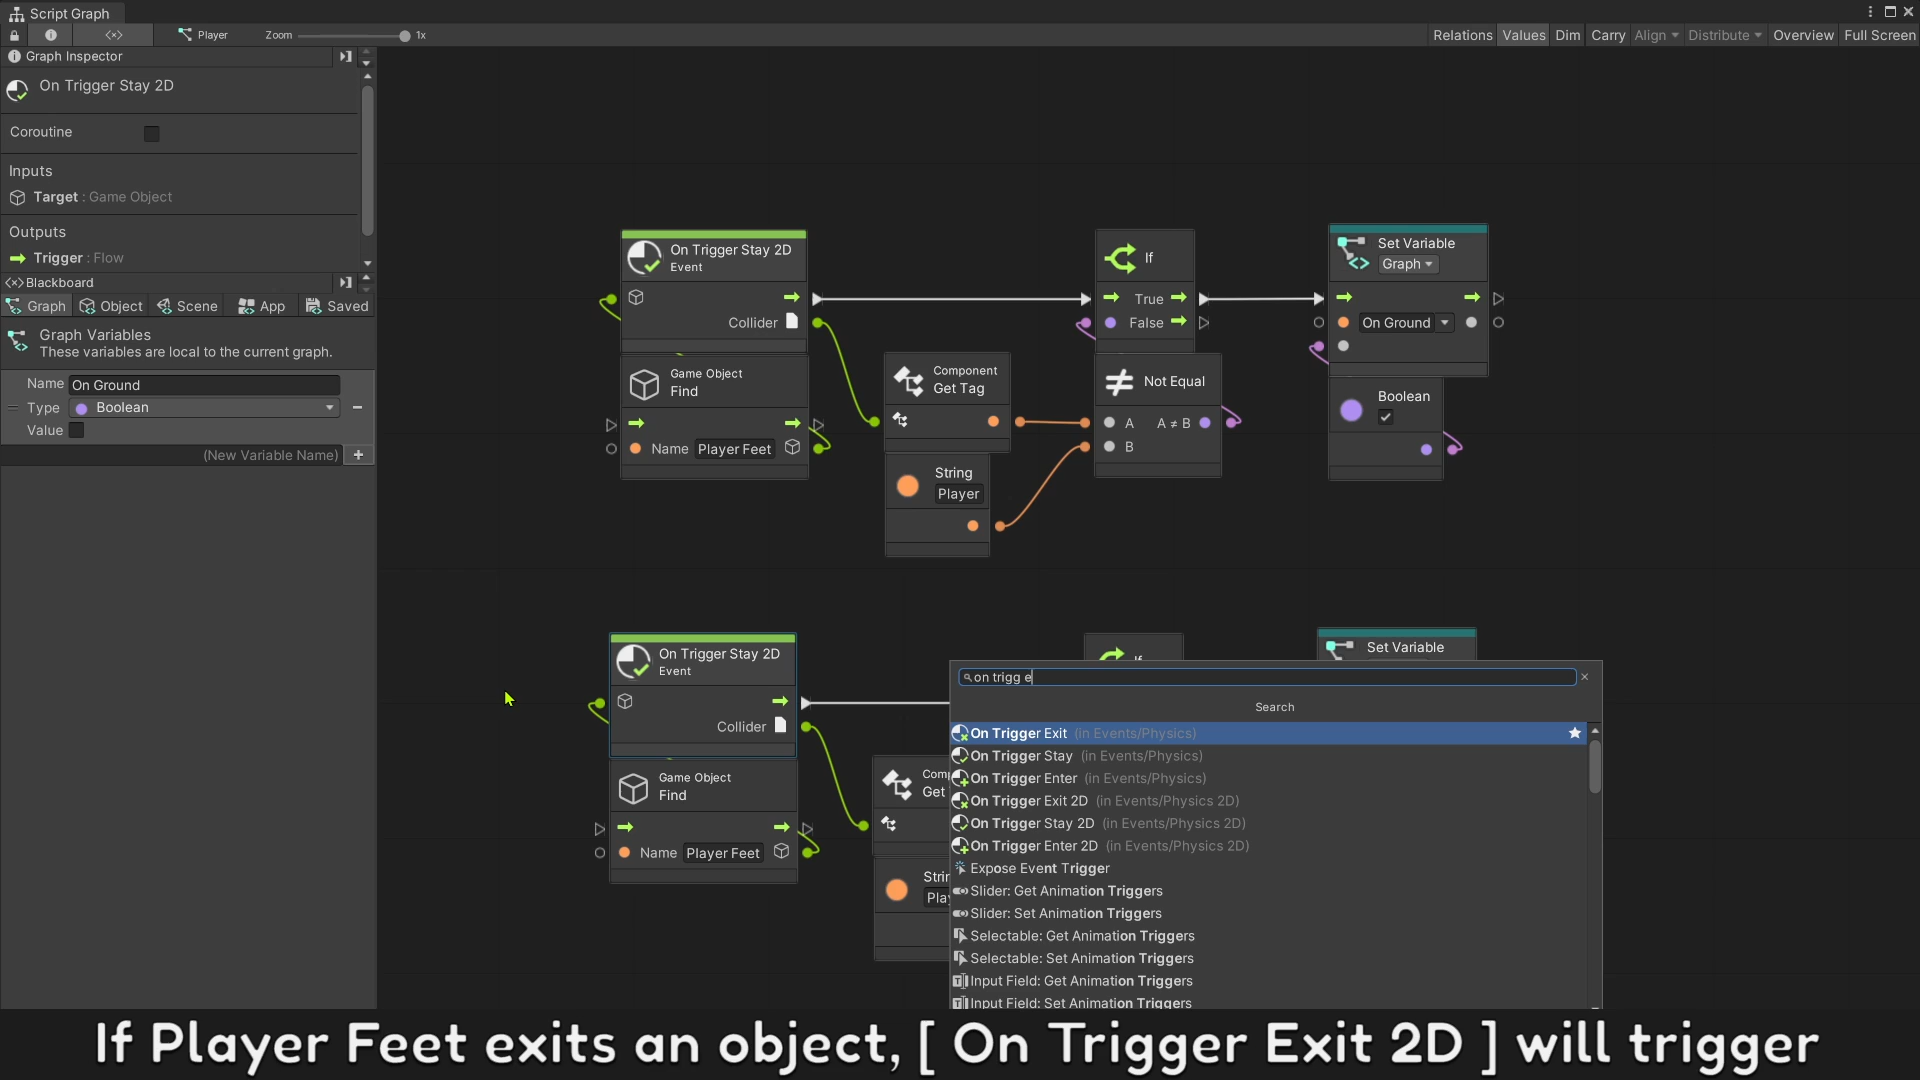 Script Graph
Player
Zoom
1x
Relations
Values
Dim
Carry
Align
Distribute
Overview
Full Screen
Graph Inspector
On Trigger Stay 2D
Coroutine
Inputs
Target : Game Object
Outputs
Trigger : Flow
<x> Blackboard
Graph
Object
Scene
App
Saved
Graph Variables
These variables are local to the current graph.
Name On Ground
Type Boolean
Value
(New Variable Name)
On Trigger Stay 2D
Event
Collider
Game Object
Find
Name Player Feet
Component
Get Tag
String
Player
If
True
False
Not Equal
A A ≠ B
B
Set Variable
Graph
On Ground
Boolean
On Trigger Stay 2D
Event
Collider
Game Object
Find
Name Player Feet
Get
If
Set Variable
on trigg e
Search
On Trigger Exit (in Events/Physics)
On Trigger Stay (in Events/Physics)
On Trigger Enter (in Events/Physics)
On Trigger Exit 2D (in Events/Physics 2D)
On Trigger Stay 2D (in Events/Physics 2D)
On Trigger Enter 2D (in Events/Physics 2D)
Expose Event Trigger
Slider: Get Animation Triggers
Slider: Set Animation Triggers
Selectable: Get Animation Triggers
Selectable: Set Animation Triggers
Input Field: Get Animation Triggers
Input Field: Set Animation Triggers
If Player Feet exits an object, [ On Trigger Exit 2D ] will trigger